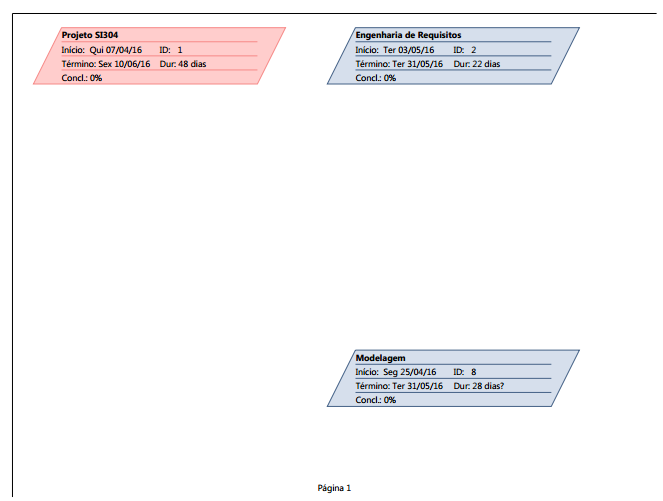 Projeto SI304
Início: Qui 07/04/16 ID: 1
Término: Sex 10/06/16 Dur: 48 dias
Concl.: 0%
Engenharia de Requisitos
Início: Ter 03/05/16 ID: 2
Término: Ter 31/05/16 Dur: 22 dias
Concl.: 0%
Modelagem
Início: Seg 25/04/16 ID: 8
Término: Ter 31/05/16 Dur: 28 dias?
Concl.: 0%
Página 1